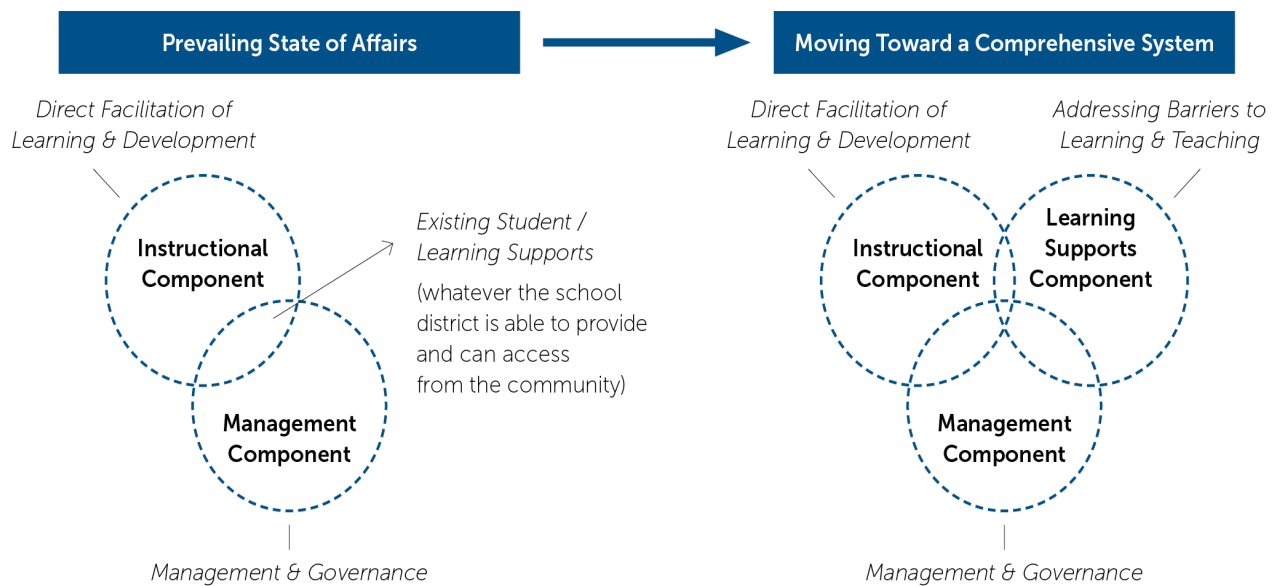 Prevailing State of Affairs
Moving Toward a Comprehensive System
Direct Facilitation of
Learning & Development
Instructional
Component
Existing Student /
Learning Supports
(whatever the school
district is able to provide
and can access
from the community)
Management
Component
Management & Governance
Direct Facilitation of
Learning & Development
Addressing Barriers to
Learning & Teaching
Instructional
Component
Learning
Supports
Component
Management
Component
Management & Governance